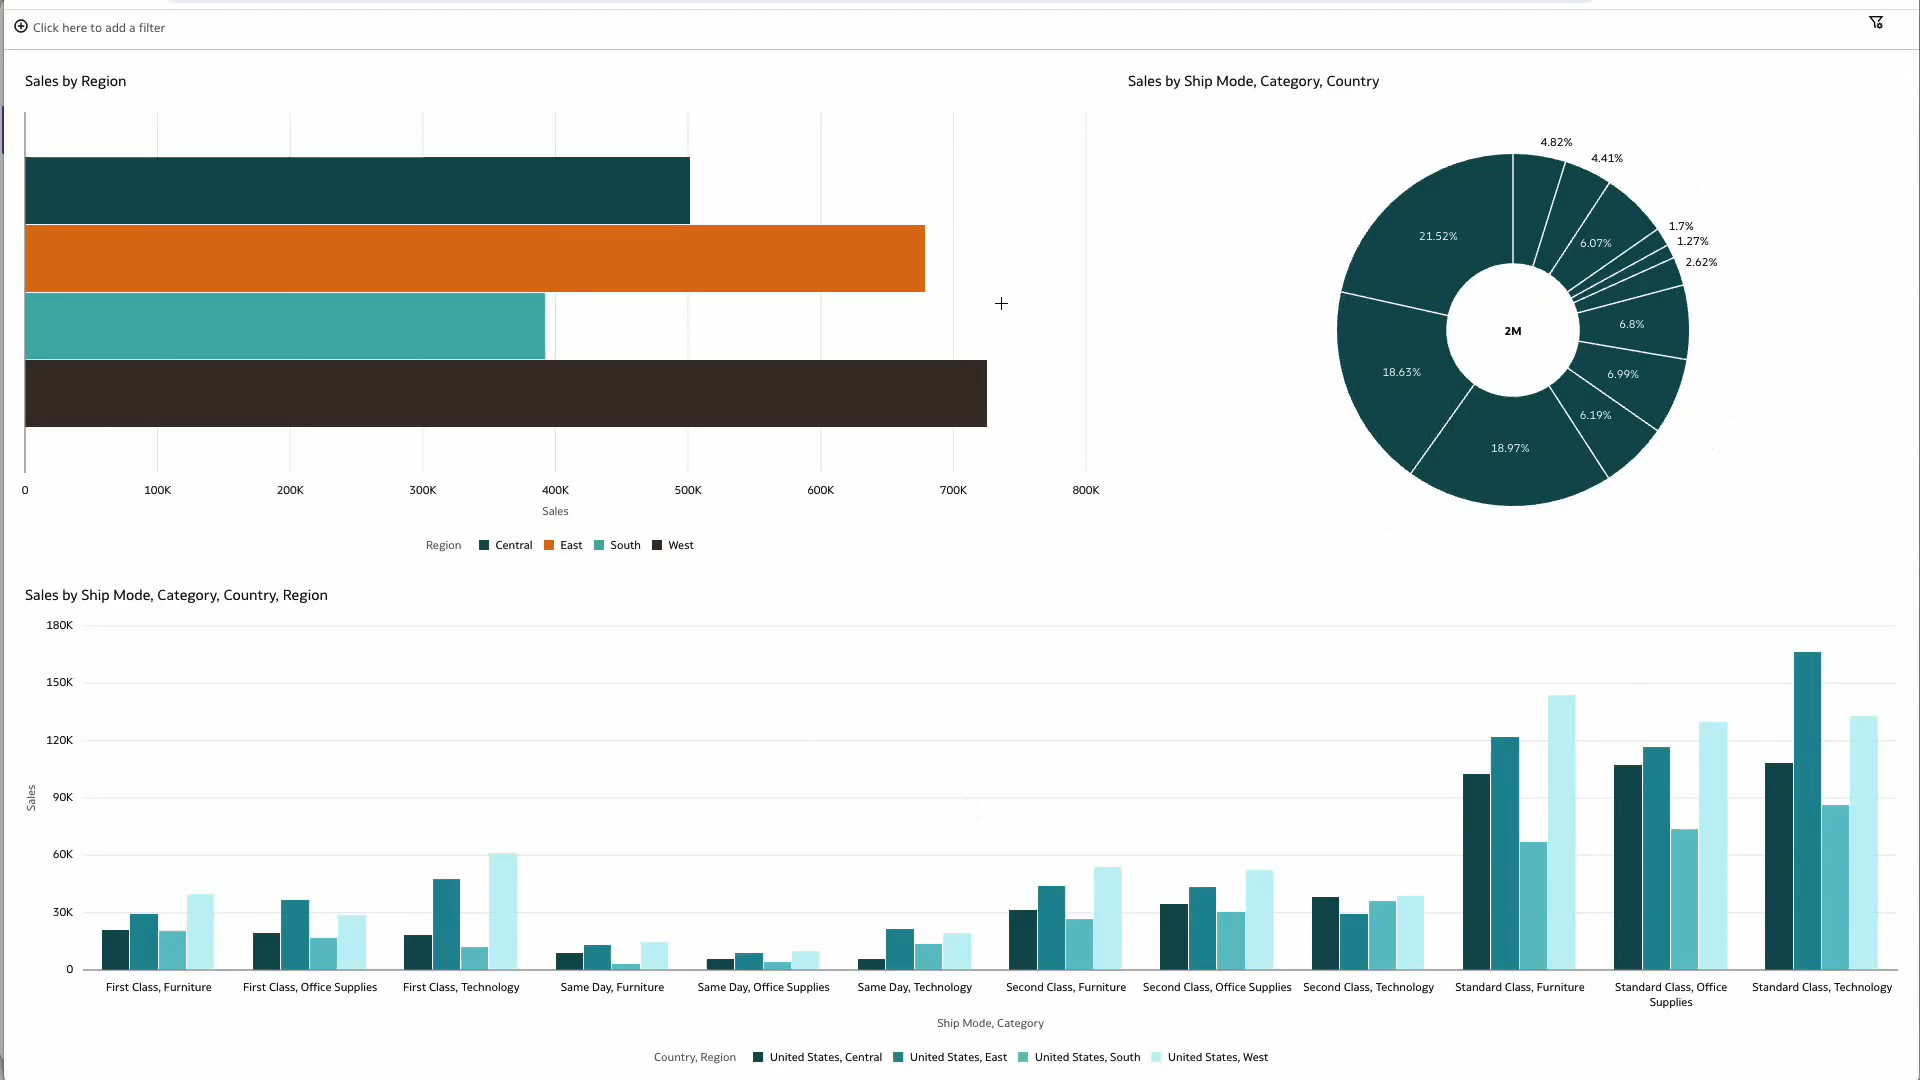 Click here to add a filter
Sales by Region
0 100K 200K 300K 400K 500K 600K 700K 800K
Sales
Region Central East South West
Sales by Ship Mode, Category, Country
4.82%
4.41%
1.7%
21.52%
1.27%
6.07%
2.62%
6.8%
2M
18.63%
6.99%
6.19%
18.97%
Sales by Ship Mode, Category, Country, Region
180K
150K
120K
90K
60K
30K
0
Sales
First Class, Furniture
First Class, Office Supplies
First Class, Technology
Same Day, Furniture
Same Day, Office Supplies
Same Day, Technology
Second Class, Furniture
Second Class, Office Supplies
Second Class, Technology
Standard Class, Furniture
Standard Class, Office
Supplies
Standard Class, Technology
Ship Mode, Category
Country, Region United States, Central United States, East United States, South United States, West